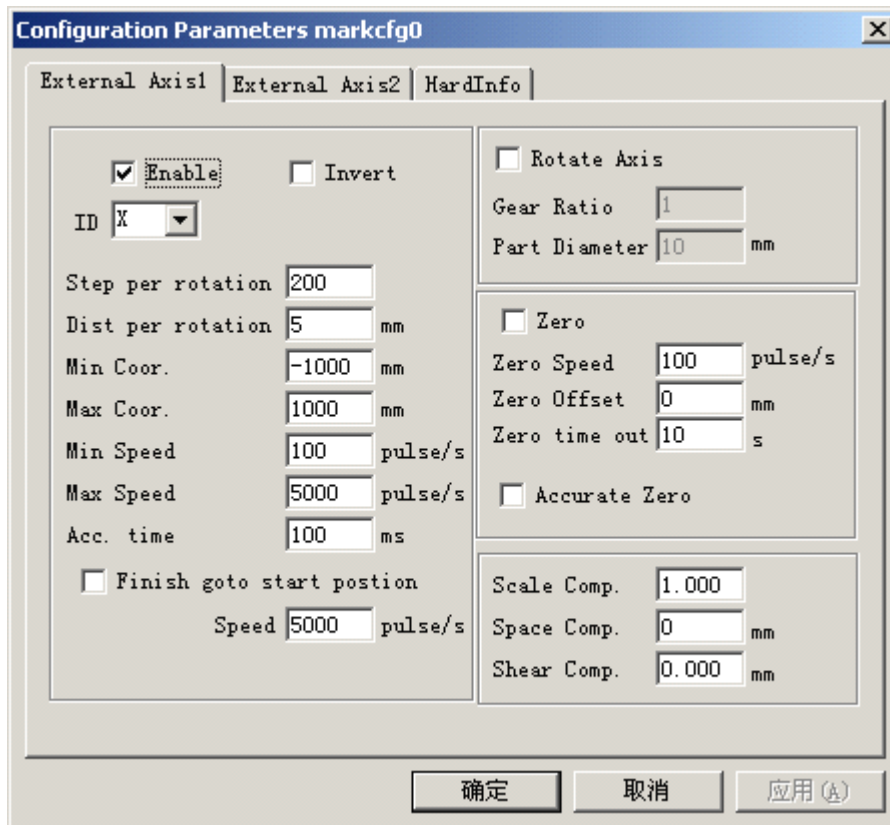 Configuration Parameters markcfg0
External Axis1 External Axis2 HardInfo
Enable Invert
ID X
Step per rotation 200
Dist per rotation 5 mm
Min Coor. -1000 mm
Max Coor. 1000 mm
Min Speed 100 pulse/s
Max Speed 5000 pulse/s
Acc. time 100 ms
Finish goto start postion
Speed 5000 pulse/s
Rotate Axis
Gear Ratio 1
Part Diameter 10 mm
Zero
Zero Speed 100 pulse/s
Zero Offset 0 mm
Zero time out 10 s
Accurate Zero
Scale Comp. 1.000
Space Comp. 0 mm
Shear Comp. 0.000 mm
确定 取消 应用(A)